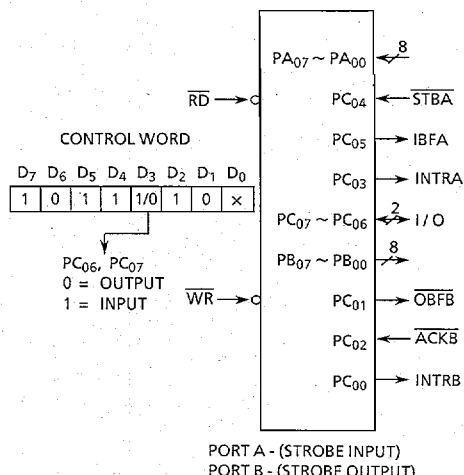 PA07 ~ PA00 8
RD PC04 STBA
CONTROL WORD PC05 IBFA
D7 D6 D5 D4 D3 D2 D1 D0
PC03 INTRA
1 0 1 1 1/0 1 0 ×
PC07 ~ PC06 2 I/O
PC06, PC07
0 = OUTPUT
1 = INPUT
PB07 ~ PB00 8
WR PC01 OBFB
PC02 ACKB
PC00 INTRB
PORT A - (STROBE INPUT)
PORT B - (STROBE OUTPUT)